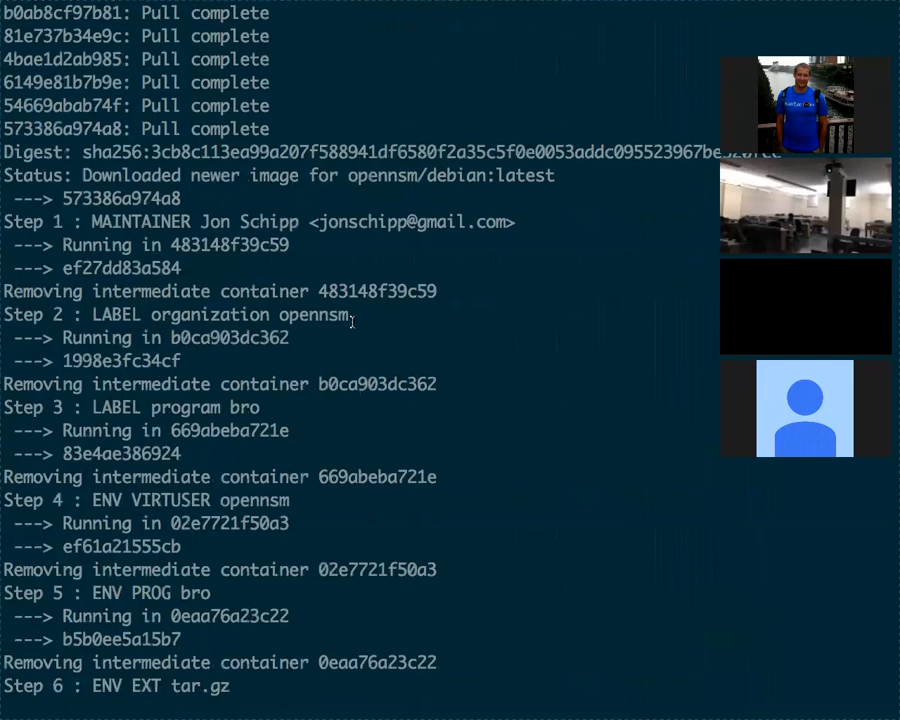 b0ab8cf97b81: Pull complete
81e737b34e9c: Pull complete
4bae1d2ab985: Pull complete
6149e81b7b9e: Pull complete
54669abab74f: Pull complete
573386a974a8: Pull complete
Digest: sha256:3cb8c113ea99a207f588941df6580f2a35c5f0e0053addc095523967be
Status: Downloaded newer image for opennsm/debian:latest
---> 573386a974a8
Step 1 : MAINTAINER Jon Schipp <jonschipp@gmail.com>
---> Running in 483148f39c59
---> ef27dd83a584
Removing intermediate container 483148f39c59
Step 2 : LABEL organization opennsm
---> Running in b0ca903dc362
---> 1998e3fc34cf
Removing intermediate container b0ca903dc362
Step 3 : LABEL program bro
---> Running in 669abeba721e
---> 83e4ae386924
Removing intermediate container 669abeba721e
Step 4 : ENV VIRTUSER opennsm
---> Running in 02e7721f50a3
---> ef61a21555cb
Removing intermediate container 02e7721f50a3
Step 5 : ENV PROG bro
---> Running in 0eaa76a23c22
---> b5b0ee5a15b7
Removing intermediate container 0eaa76a23c22
Step 6 : ENV EXT tar.gz